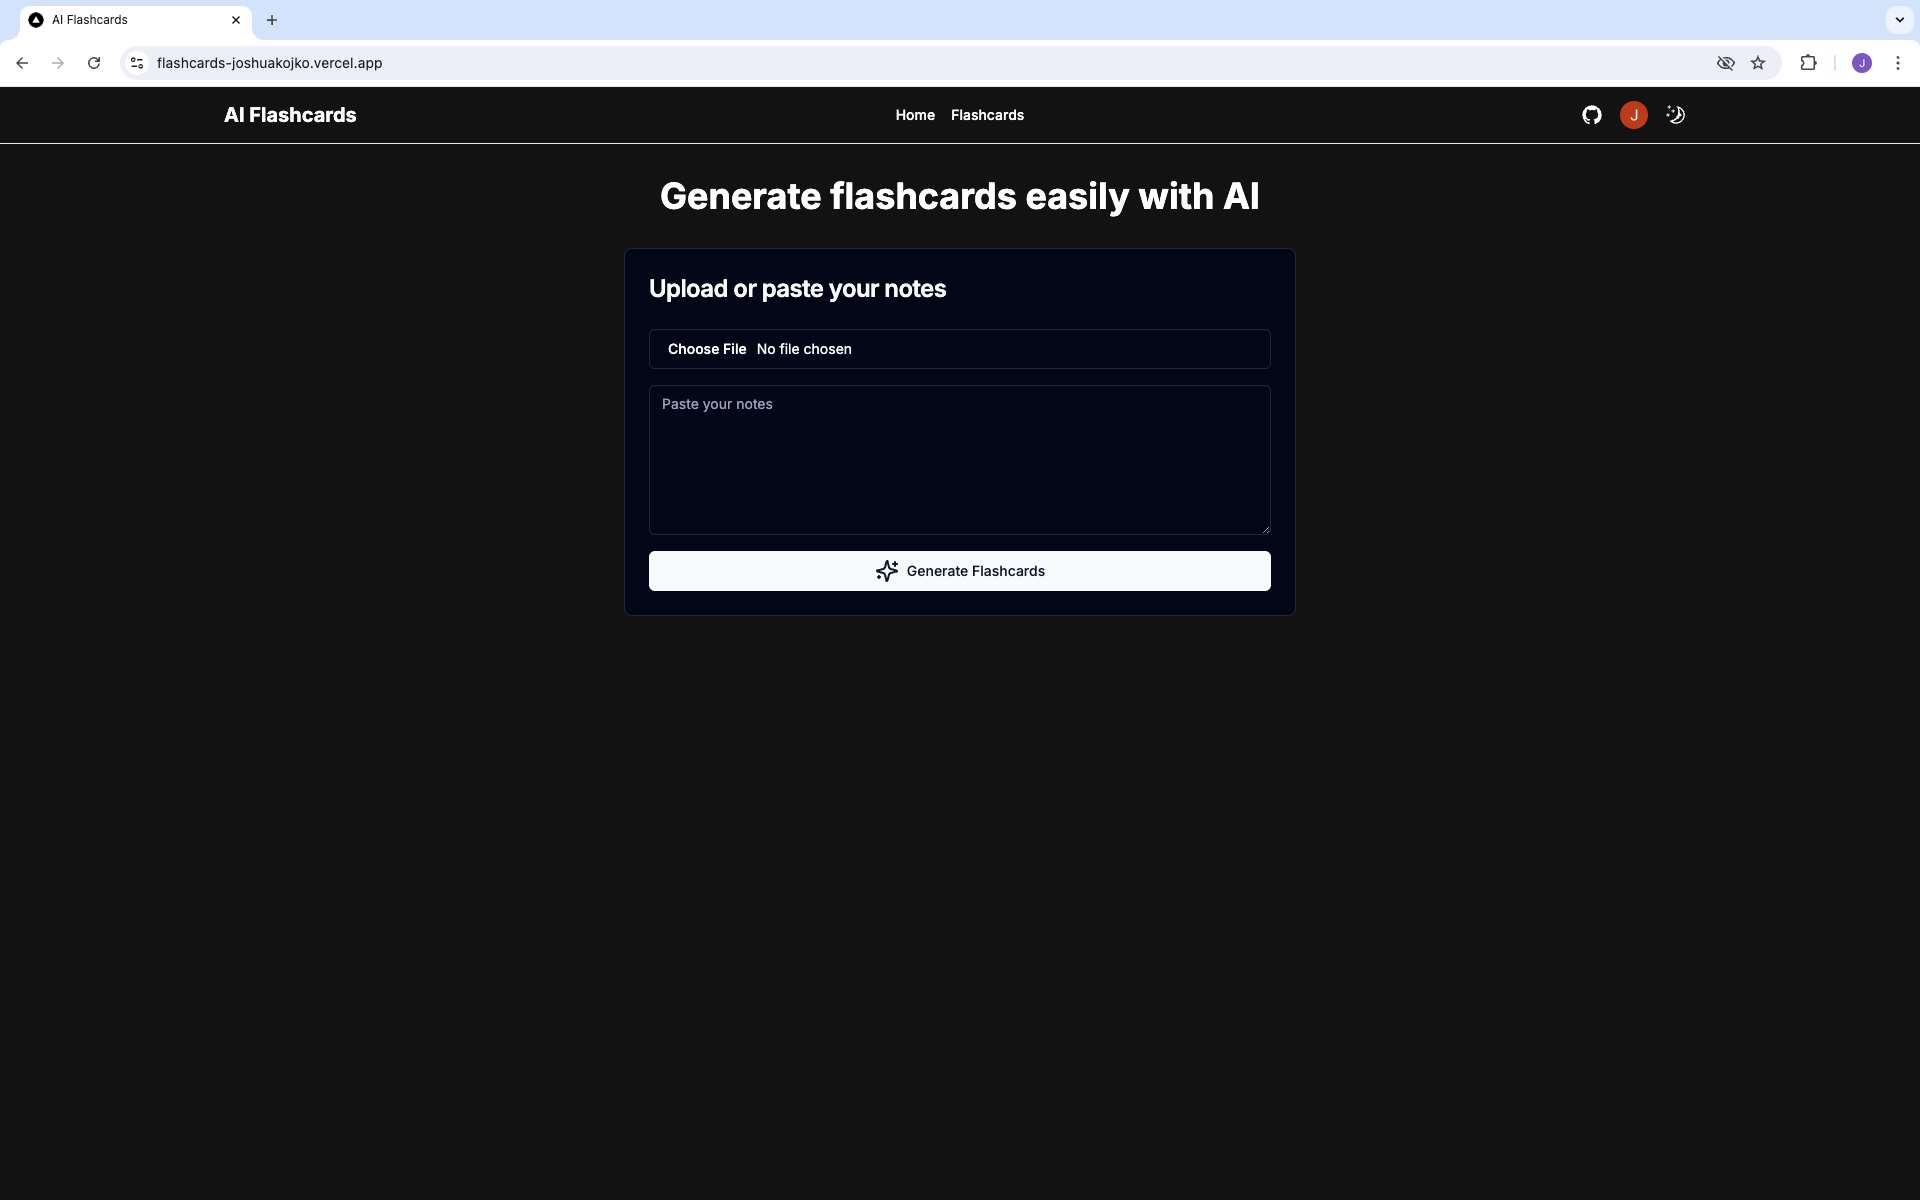 AI Flashcards
flashcards-joshuakojko.vercel.app
J
AI Flashcards
Home
Flashcards
J
Generate flashcards easily with AI
Upload or paste your notes
Choose File No file chosen
Paste your notes
Generate Flashcards